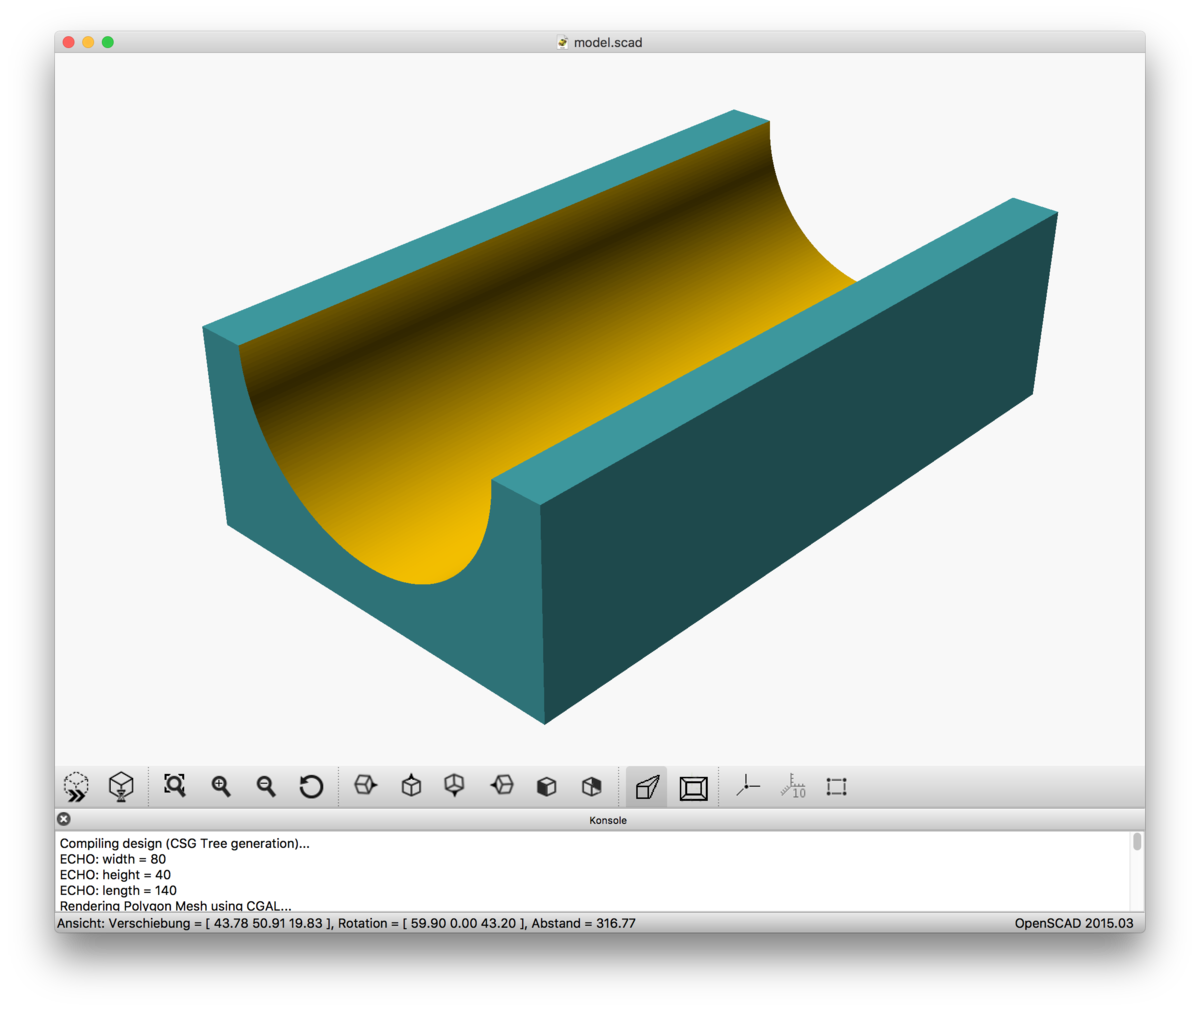 model.scad
10
Konsole
Compiling design (CSG Tree generation)...
ECHO: width = 80
ECHO: height = 40
ECHO: length = 140
Rendering Polygon Mesh using CGAL...
Ansicht: Verschiebung = [ 43.78 50.91 19.83 ], Rotation = [ 59.90 0.00 43.20 ], Abstand = 316.77
OpenSCAD 2015.03